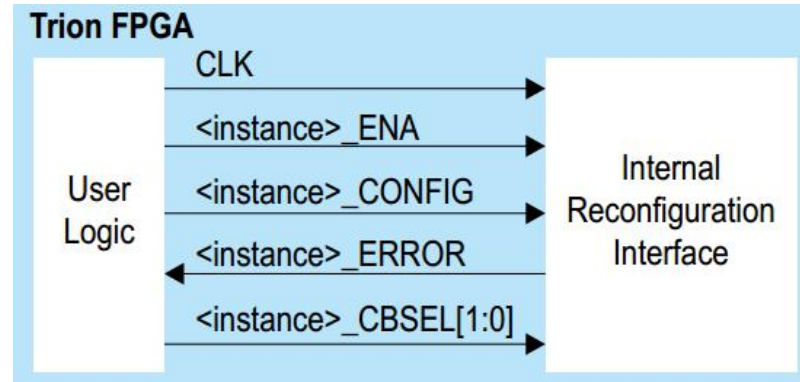 Trion FPGA
CLK
<instance>_ENA
<instance>_CONFIG
<instance>_ERROR
<instance>_CBSEL[1:0]
User
Logic
Internal
Reconfiguration
Interface